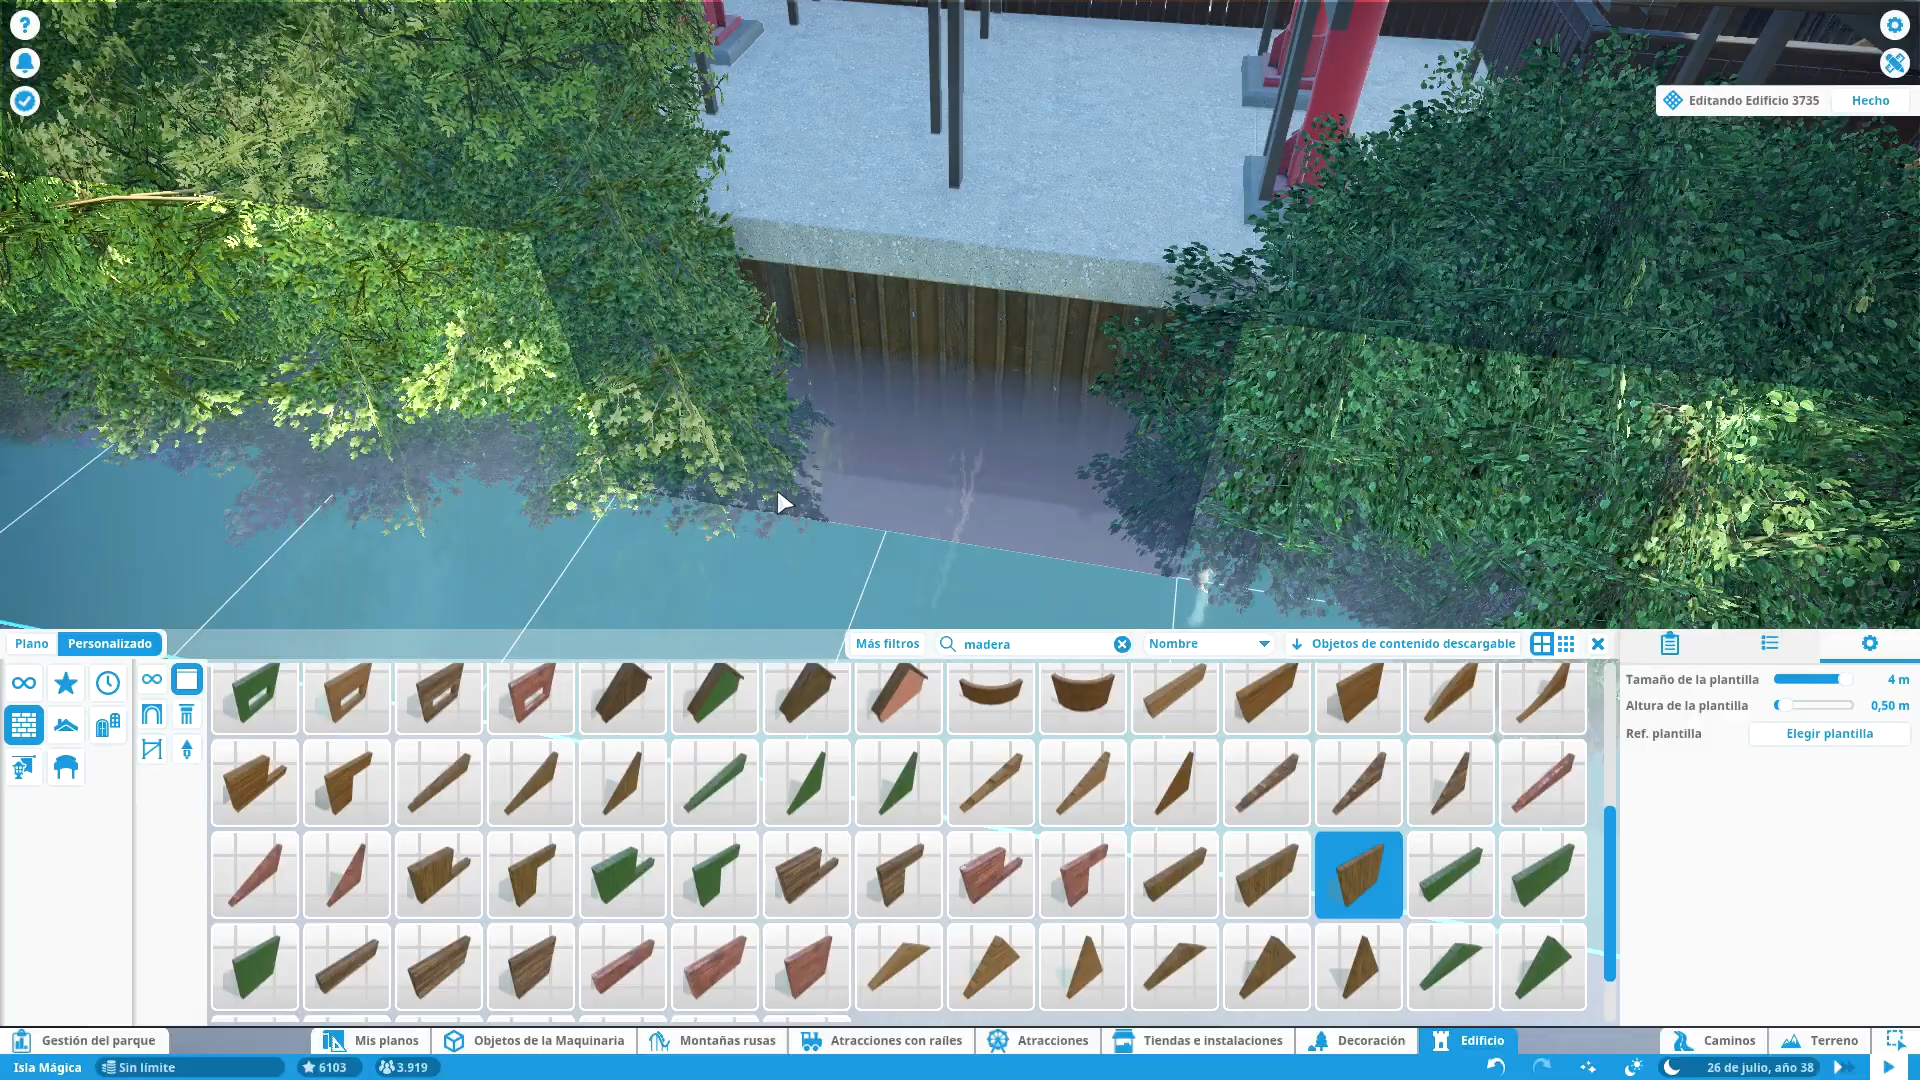 ?
Editando Edificio 3735
Hecho
Plano
Personalizado
Más filtros
madera
Nombre
Objetos de contenido descargable
Tamaño de la plantilla
4 m
Altura de la plantilla
0,50 m
Ref. plantilla
Elegir plantilla
Gestión del parque
Mis planos
Objetos de la Maquinaria
Montañas rusas
Atracciones con raíles
Atracciones
Tiendas e instalaciones
Decoración
Edificio
Caminos
Terreno
Isla Mágica
Sin límite
6103
3.919
26 de julio, año 38